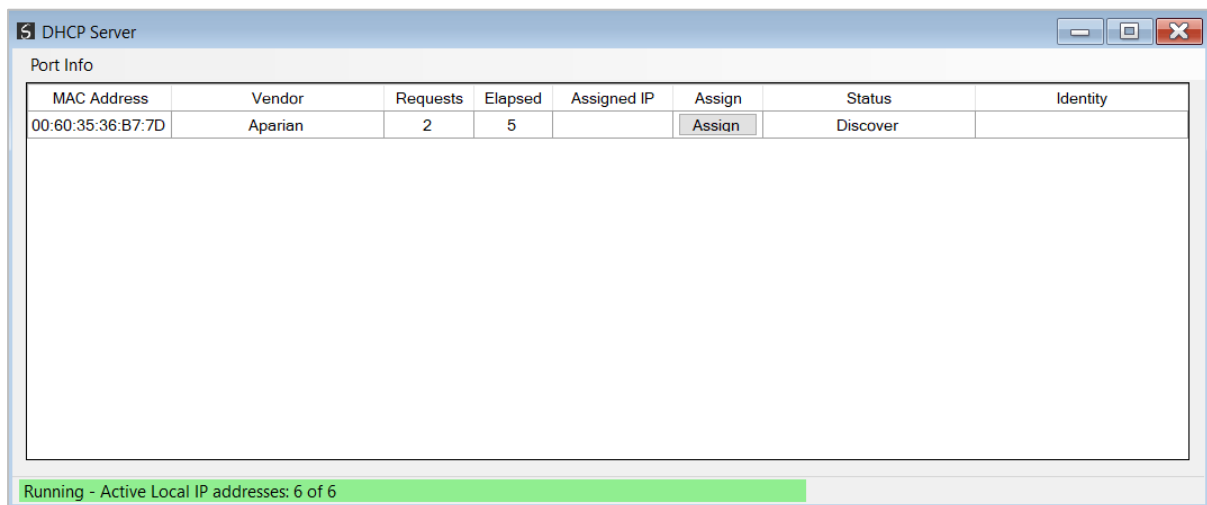 DHCP Server
Port Info
MAC Address Vendor Requests Elapsed Assigned IP Assign Status Identity
00:60:35:36:B7:7D Aparian 2 5 Assign Discover
Running - Active Local IP addresses: 6 of 6